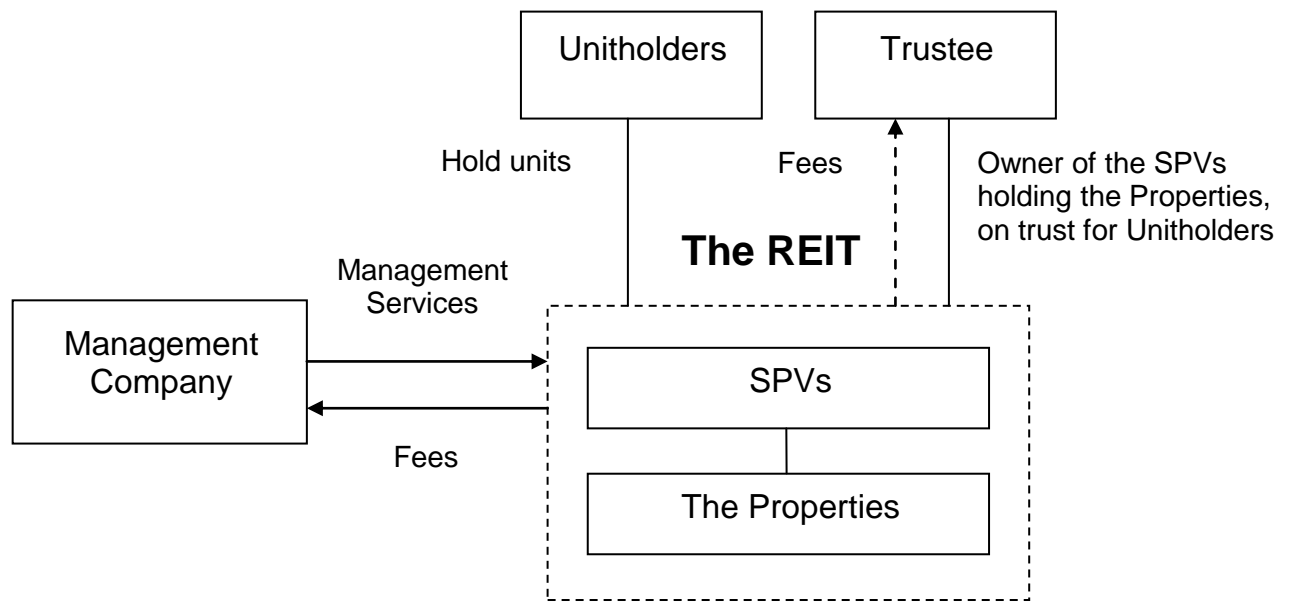 Unitholders
Trustee
Hold units
Fees
Owner of the SPVs
holding the Properties,
on trust for Unitholders
The REIT
Management
Services
Management
Company
SPVs
Fees
The Properties